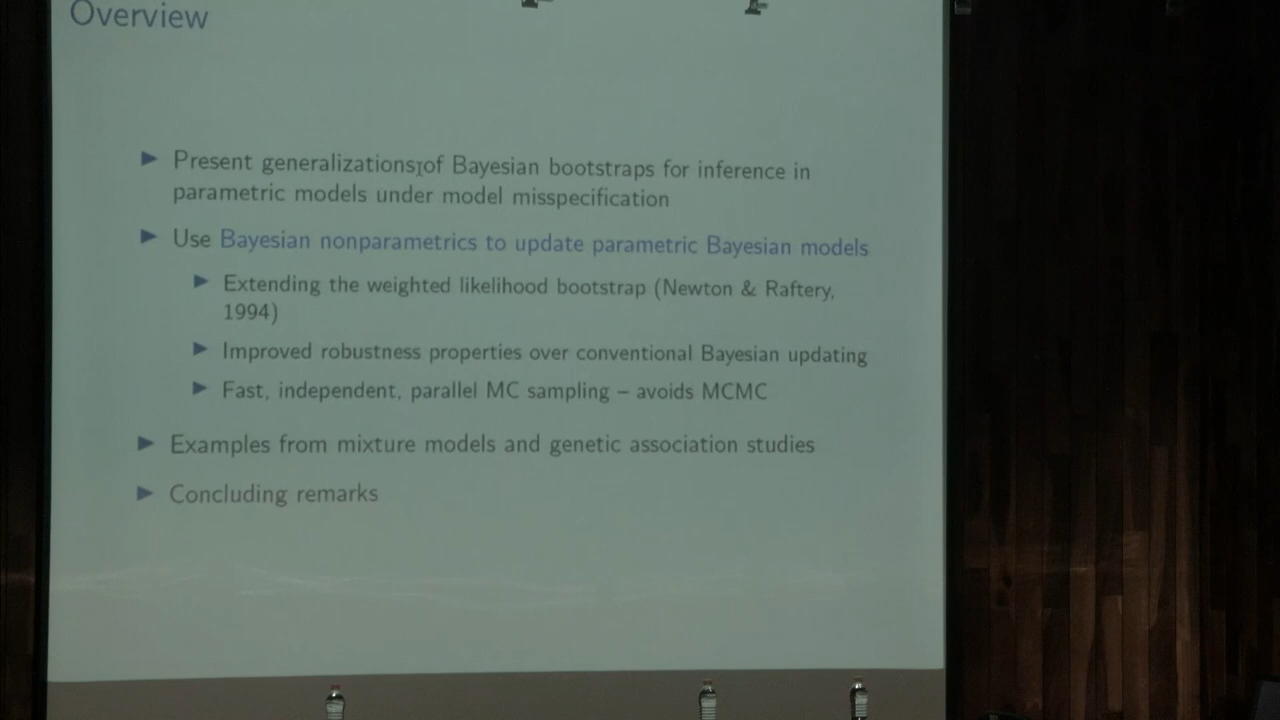 Overview
▶ Present generalizations of Bayesian bootstraps for inference in
parametric models under model misspecification
▶ Use Bayesian nonparametrics to update parametric Bayesian models
▶ Extending the weighted likelihood bootstrap (Newton & Raftery,
1994)
▶ Improved robustness properties over conventional Bayesian updating
▶ Fast, independent, parallel MC sampling – avoids MCMC
▶ Examples from mixture models and genetic association studies
▶ Concluding remarks